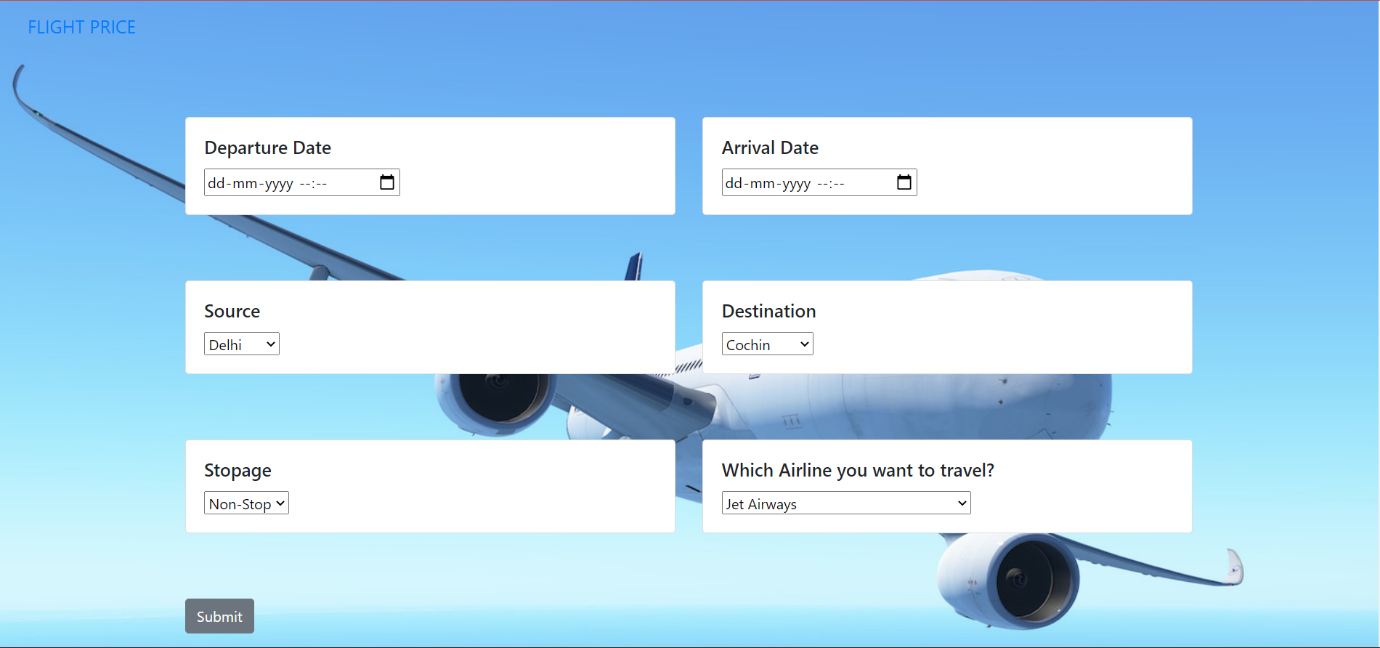 FLIGHT PRICE
Departure Date
Arrival Date
dd-mm-yyyy --:--
dd-mm-yyyy --:--
Source
Destination
Delhi
Cochin
Stopage
Which Airline you want to travel?
Non-Stop
Jet Airways
Submit